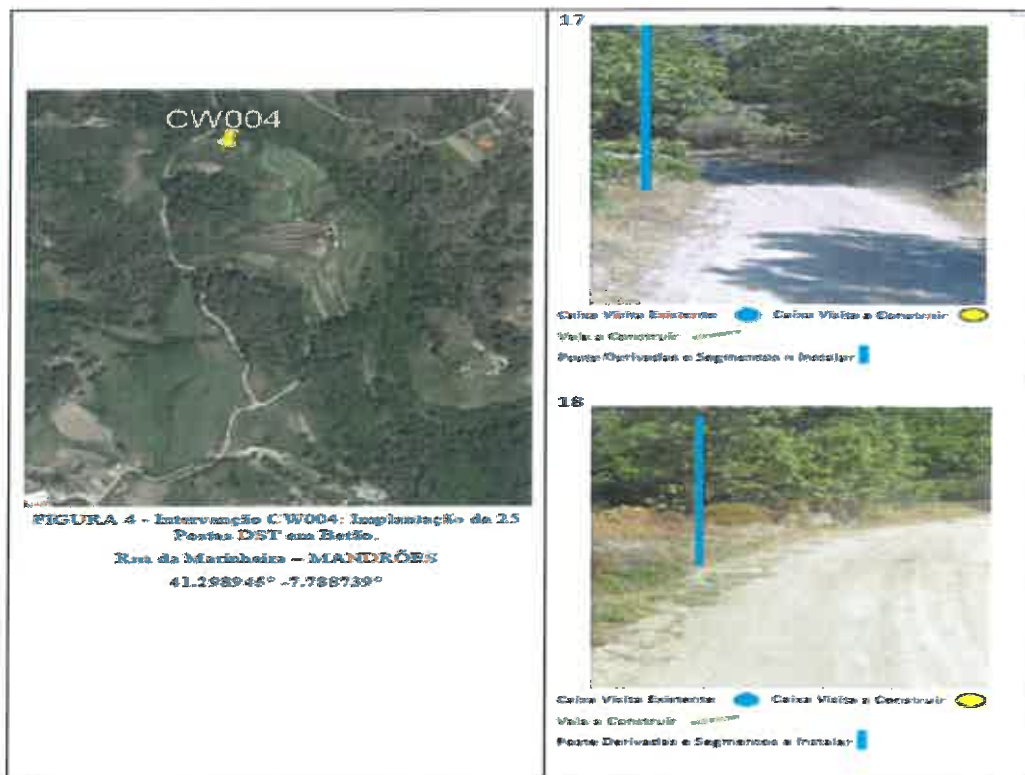 CW004
FIGURA 4 - Intervenção CW004: Implantação de 25
Postes DST em Betão.
Rua da Marinheira – MANDRÕES
41.298945° -7.788739°
17
Caixa Visita Existente Caixa Visita a Construir
Vala a Construir
Poste Derivadas e Segmentos a Instalar
18
Caixa Visita Existente Caixa Visita a Construir
Vala a Construir
Poste Derivadas e Segmentos a Instalar